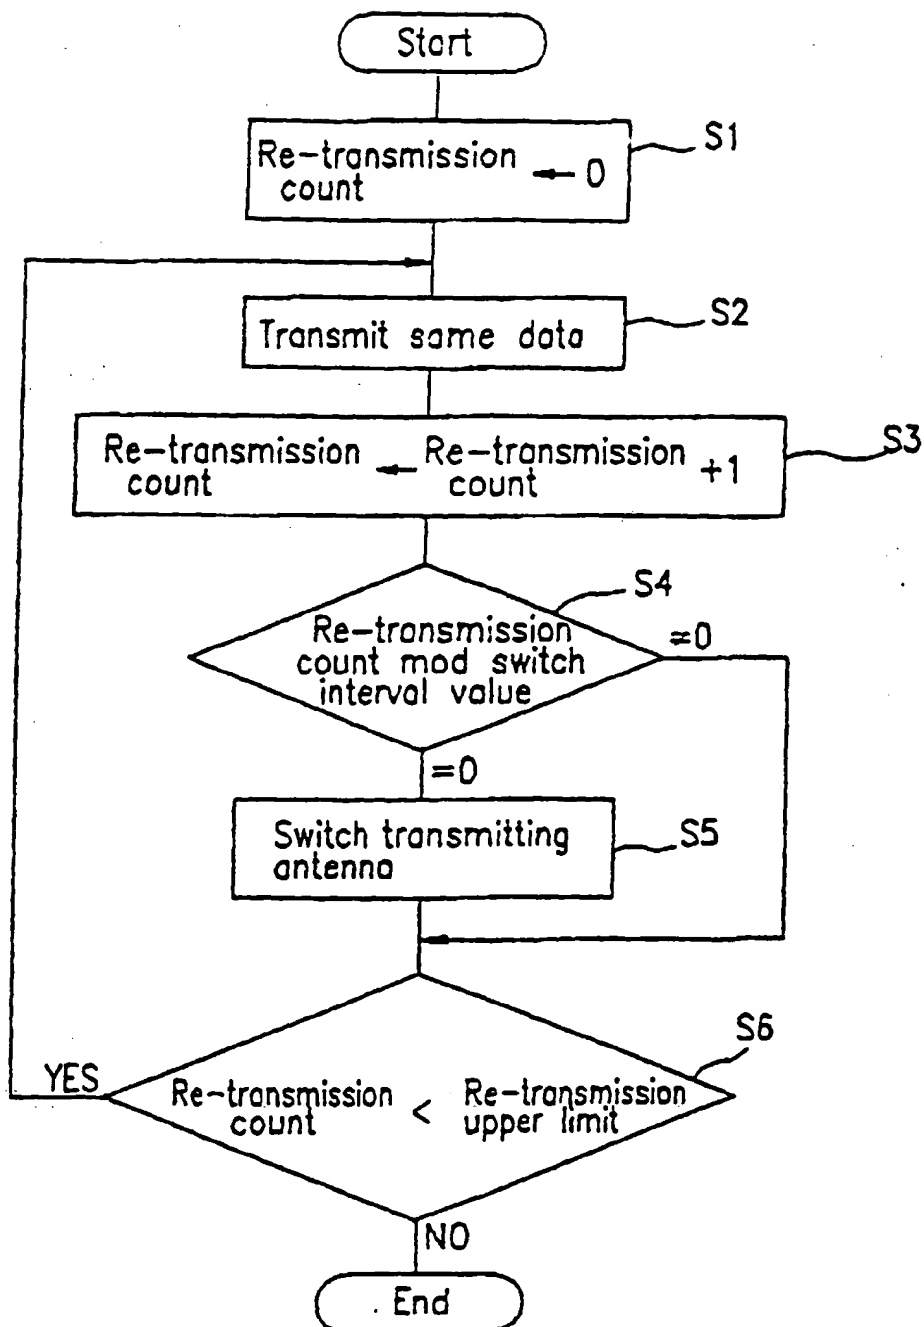 Start
S1
Re-transmission
count ← 0
S2
Transmit same data
S3
Re-transmission ← Re-transmission +1
count count
S4
Re-transmission
count mod switch
interval value
≠0
=0
Switch transmitting
antenna
S5
S6
YES
Re-transmission < Re-transmission
count upper limit
NO
End